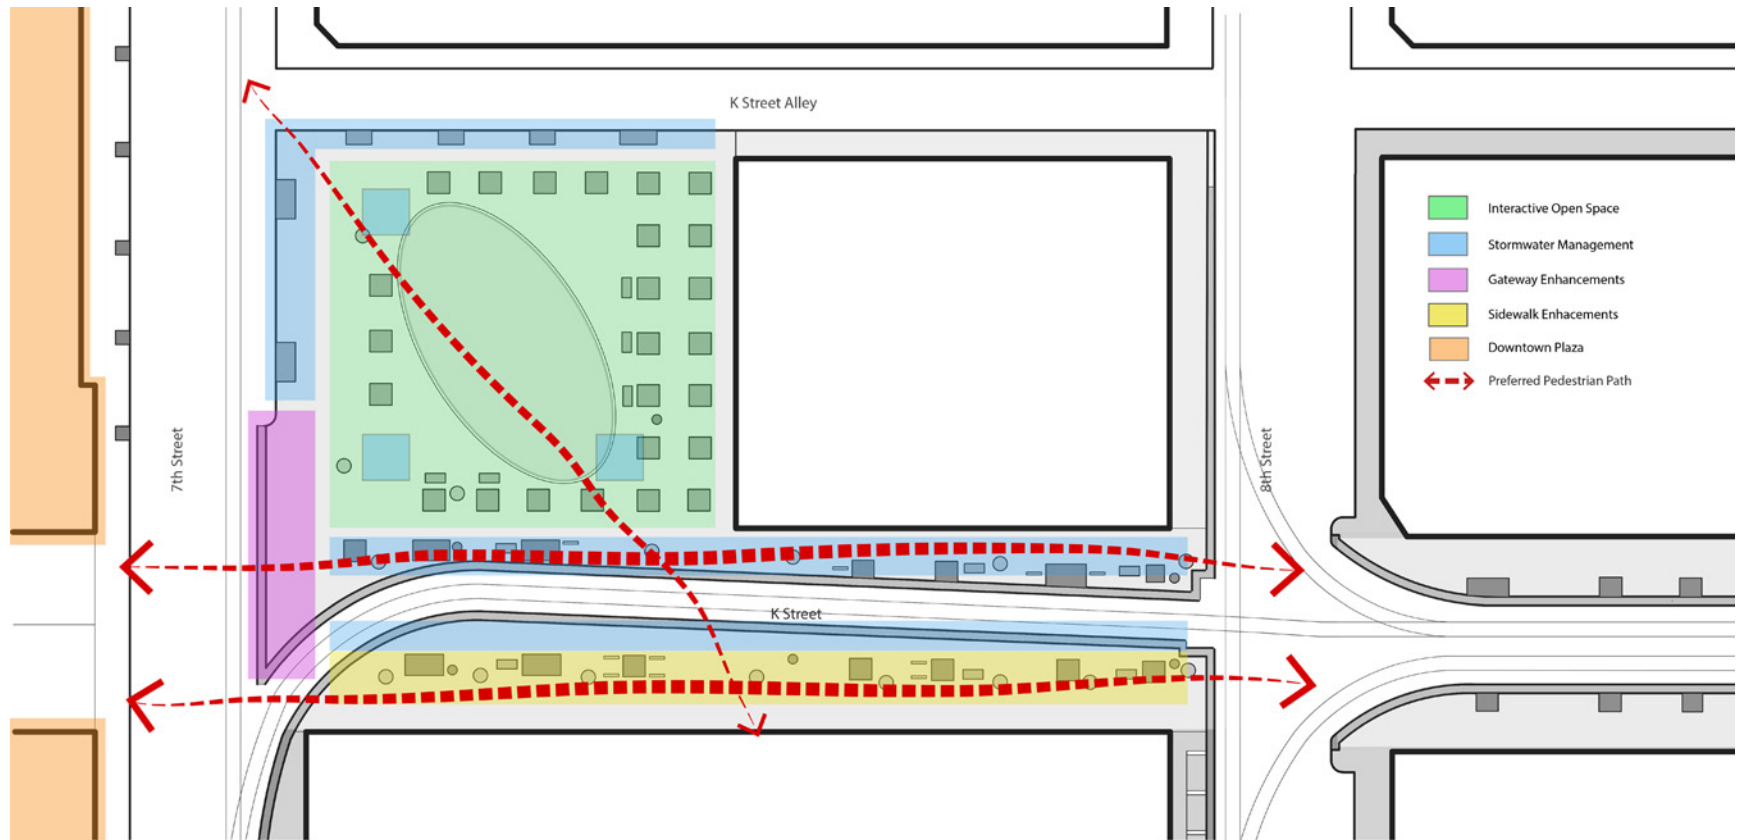 K Street Alley
Interactive Open Space
Stormwater Management
Gateway Enhancements
Sidewalk Enhacements
Downtown Plaza
Preferred Pedestrian Path
7th Street
8th Street
K Street